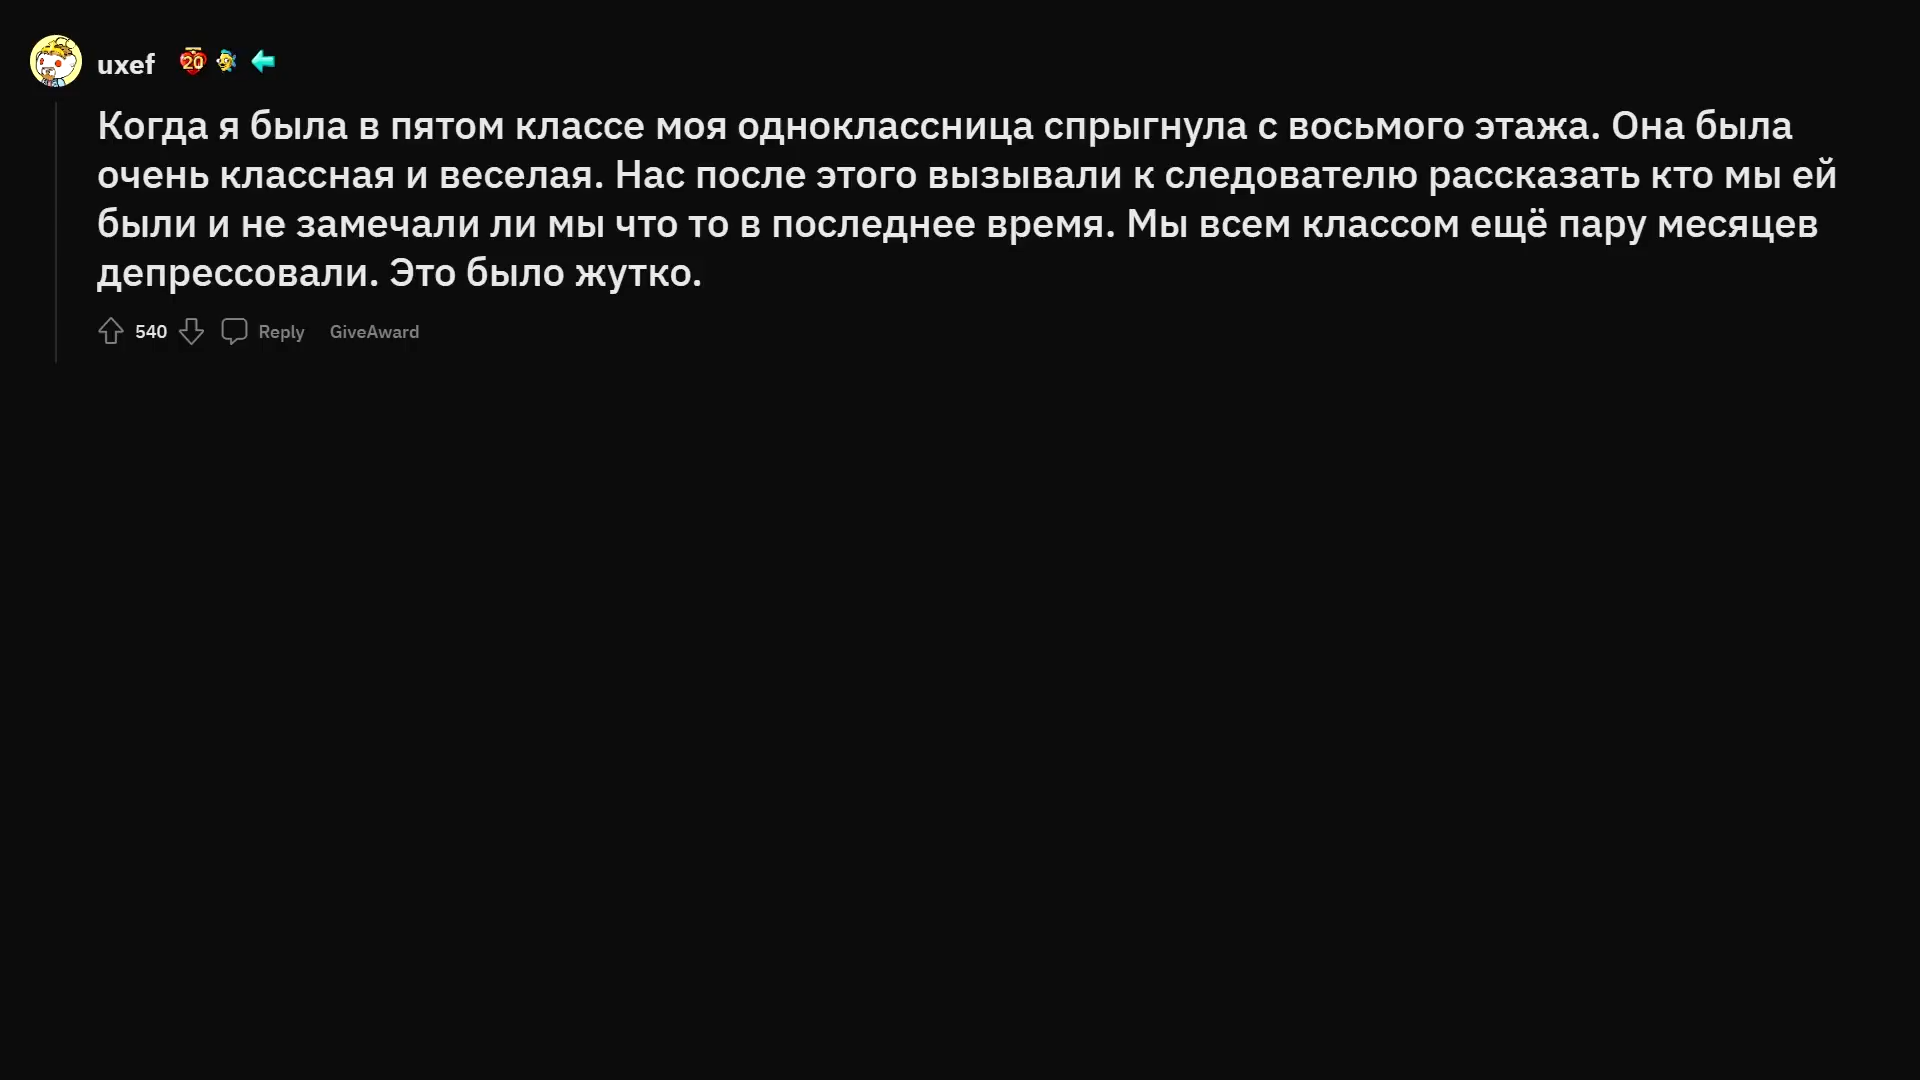 uxef 20
Когда я была в пятом классе моя одноклассница спрыгнула с восьмого этажа. Она была
очень классная и веселая. Нас после этого вызывали к следователю рассказать кто мы ей
были и не замечали ли мы что то в последнее время. Мы всем классом ещё пару месяцев
депрессовали. Это было жутко.
540 Reply GiveAward